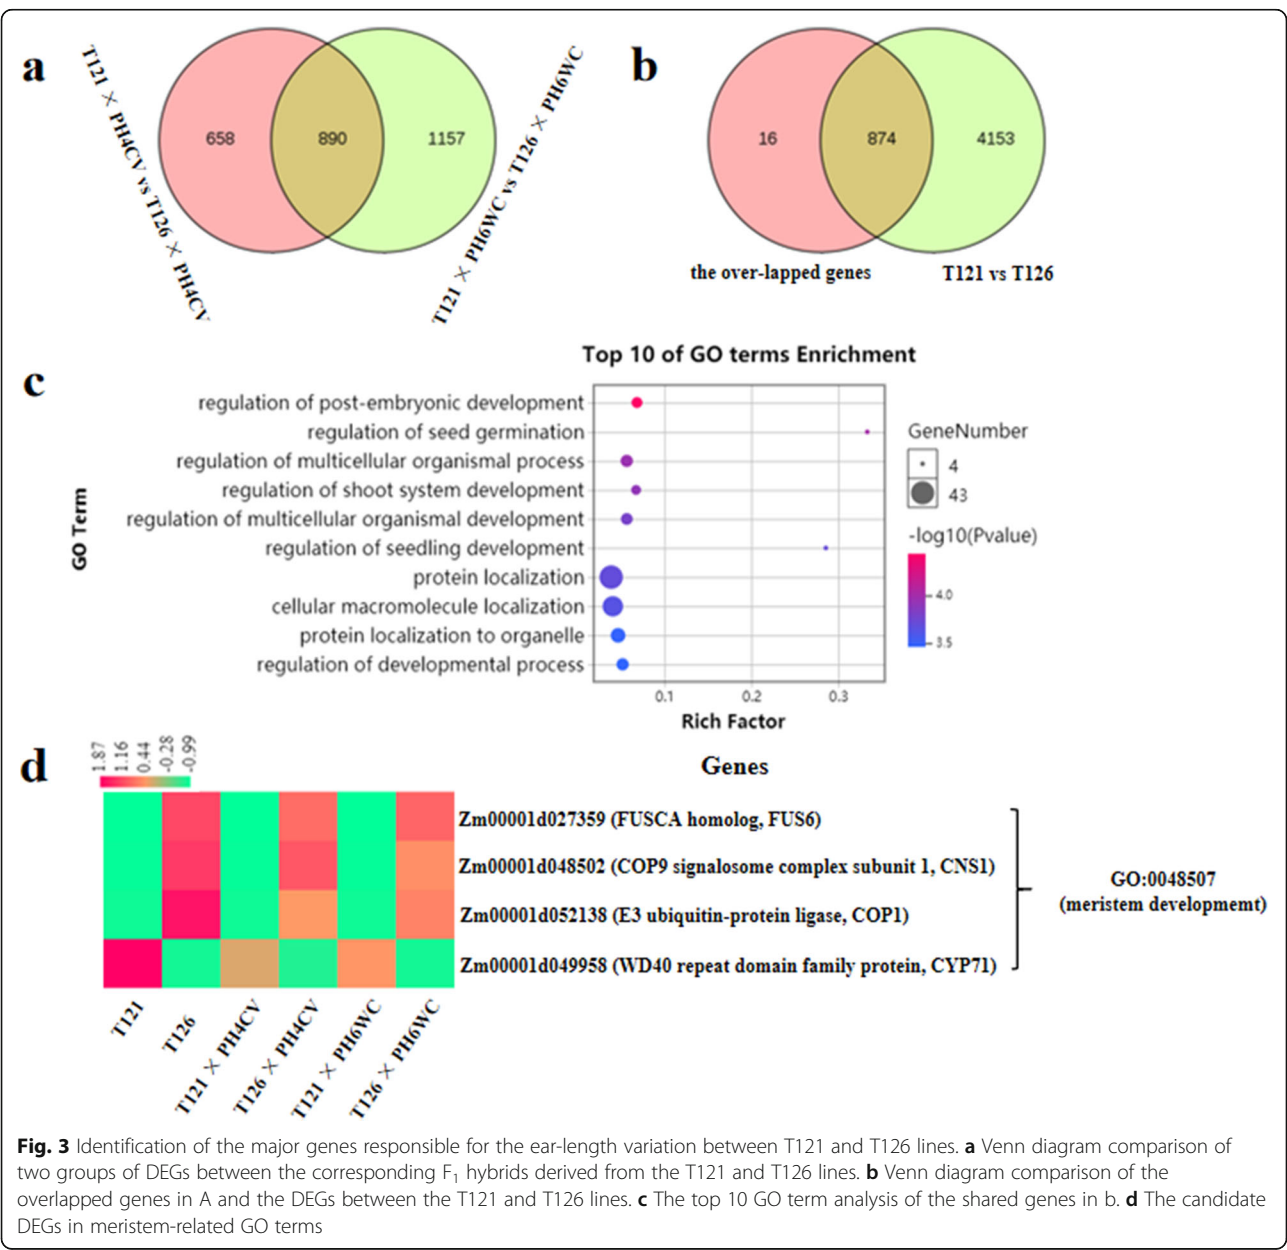 a
T121 × PH4CV vs T126 × PH4CV
658
890
1157
T121 × PH6WC vs T126 × PH6WC
b
16
874
4153
the over-lapped genes
T121 vs T126
c
Top 10 of GO terms Enrichment
GO Term
regulation of post-embryonic development
regulation of seed germination
regulation of multicellular organismal process
regulation of shoot system development
regulation of multicellular organismal development
regulation of seedling development
protein localization
cellular macromolecule localization
protein localization to organelle
regulation of developmental process
0.1
0.2
0.3
Rich Factor
GeneNumber
4
43
-log10(Pvalue)
4.0
3.5
d
1.87
1.16
0.44
-0.28
-0.99
Genes
Zm00001d027359 (FUSCA homolog, FUS6)
Zm00001d048502 (COP9 signalosome complex subunit 1, CNS1)
Zm00001d052138 (E3 ubiquitin-protein ligase, COP1)
Zm00001d049958 (WD40 repeat domain family protein, CYP71)
GO:0048507
(meristem developmemt)
T121
T126
T121 × PH4CV
T126 × PH4CV
T121 × PH6WC
T126 × PH6WC
Fig. 3 Identification of the major genes responsible for the ear-length variation between T121 and T126 lines. a Venn diagram comparison of
two groups of DEGs between the corresponding F₁ hybrids derived from the T121 and T126 lines. b Venn diagram comparison of the
overlapped genes in A and the DEGs between the T121 and T126 lines. c The top 10 GO term analysis of the shared genes in b. d The candidate
DEGs in meristem-related GO terms